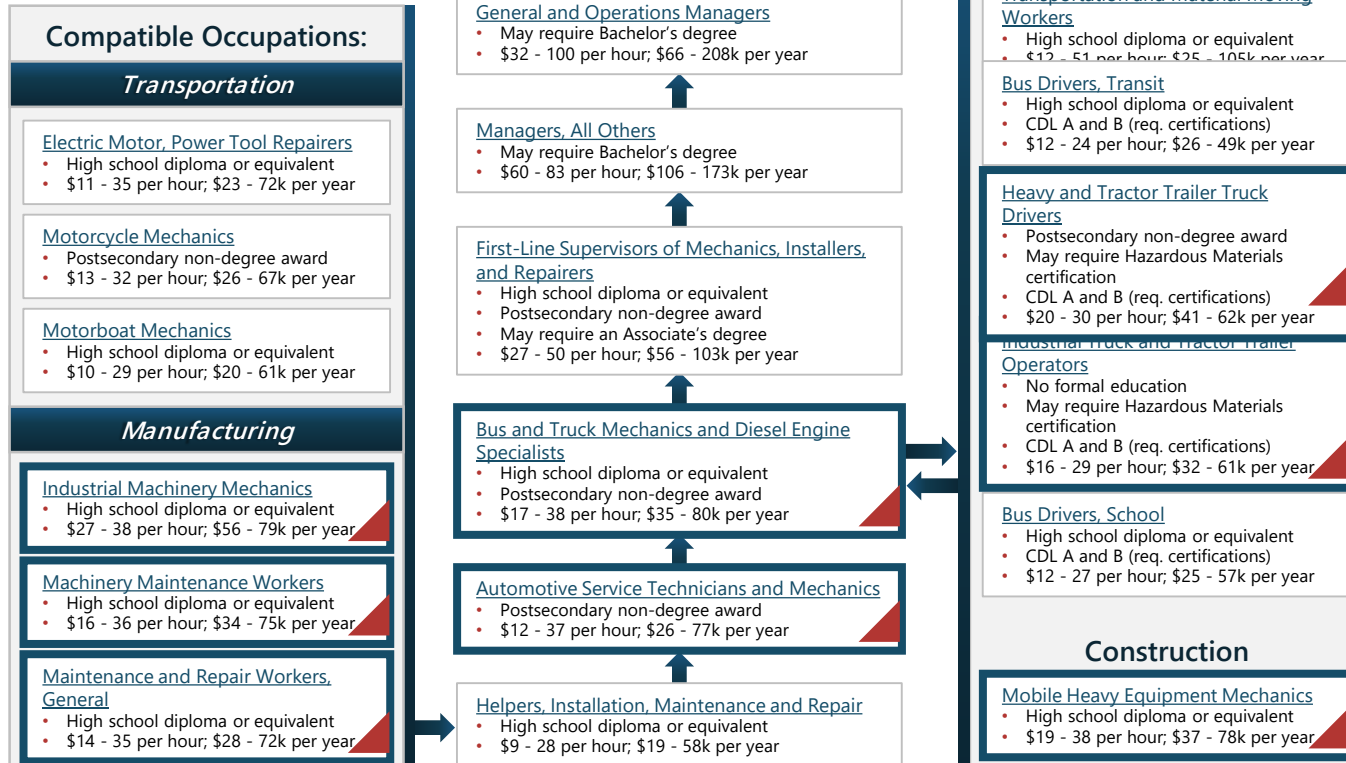 Compatible Occupations:
Transportation
Electric Motor, Power Tool Repairers
• High school diploma or equivalent
• $11 - 35 per hour; $23 - 72k per year
Motorcycle Mechanics
• Postsecondary non-degree award
• $13 - 32 per hour; $26 - 67k per year
Motorboat Mechanics
• High school diploma or equivalent
• $10 - 29 per hour; $20 - 61k per year
Manufacturing
Industrial Machinery Mechanics
• High school diploma or equivalent
• $27 - 38 per hour; $56 - 79k per year
Machinery Maintenance Workers
• High school diploma or equivalent
• $16 - 36 per hour; $34 - 75k per year
Maintenance and Repair Workers,
General
• High school diploma or equivalent
• $14 - 35 per hour; $28 - 72k per year
General and Operations Managers
• May require Bachelor's degree
• $32 - 100 per hour; $66 - 208k per year
Managers, All Others
• May require Bachelor's degree
• $60 - 83 per hour; $106 - 173k per year
First-Line Supervisors of Mechanics, Installers,
and Repairers
• High school diploma or equivalent
• Postsecondary non-degree award
• May require an Associate's degree
• $27 - 50 per hour; $56 - 103k per year
Bus and Truck Mechanics and Diesel Engine
Specialists
• High school diploma or equivalent
• Postsecondary non-degree award
• $17 - 38 per hour; $35 - 80k per year
Automotive Service Technicians and Mechanics
• Postsecondary non-degree award
• $12 - 37 per hour; $26 - 77k per year
Helpers, Installation, Maintenance and Repair
• High school diploma or equivalent
• $9 - 28 per hour; $19 - 58k per year
Transportation and Material Moving
Workers
• High school diploma or equivalent
• $12 - 51 per hour; $25 - 105k per year
Bus Drivers, Transit
• High school diploma or equivalent
• CDL A and B (req. certifications)
• $12 - 24 per hour; $26 - 49k per year
Heavy and Tractor Trailer Truck
Drivers
• Postsecondary non-degree award
• May require Hazardous Materials
certification
• CDL A and B (req. certifications)
• $20 - 30 per hour; $41 - 62k per year
Industrial Truck and Tractor Trailer
Operators
• No formal education
• May require Hazardous Materials
certification
• CDL A and B (req. certifications)
• $16 - 29 per hour; $32 - 61k per year
Bus Drivers, School
• High school diploma or equivalent
• CDL A and B (req. certifications)
• $12 - 27 per hour; $25 - 57k per year
Construction
Mobile Heavy Equipment Mechanics
• High school diploma or equivalent
• $19 - 38 per hour; $37 - 78k per year